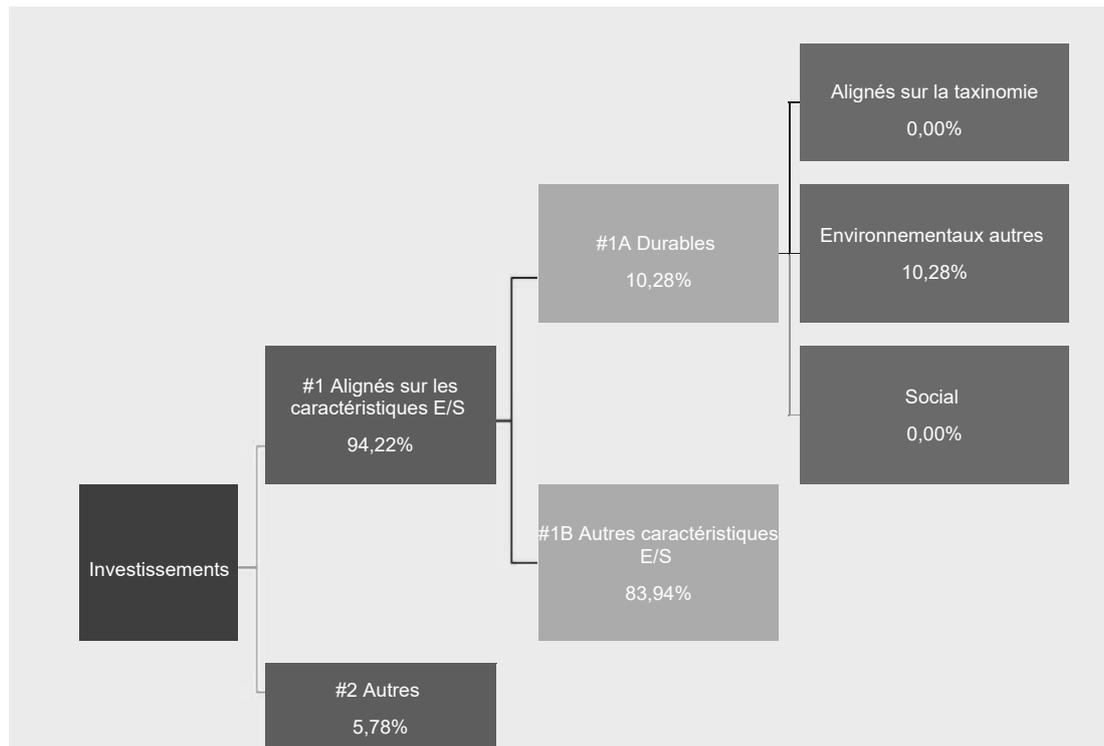 Alignés sur la taxinomie
0,00%
#1A Durables
10,28%
Environnementaux autres
10,28%
#1 Alignés sur les
caractéristiques E/S
94,22%
Social
0,00%
Investissements
#1B Autres caractéristiques
E/S
83,94%
#2 Autres
5,78%